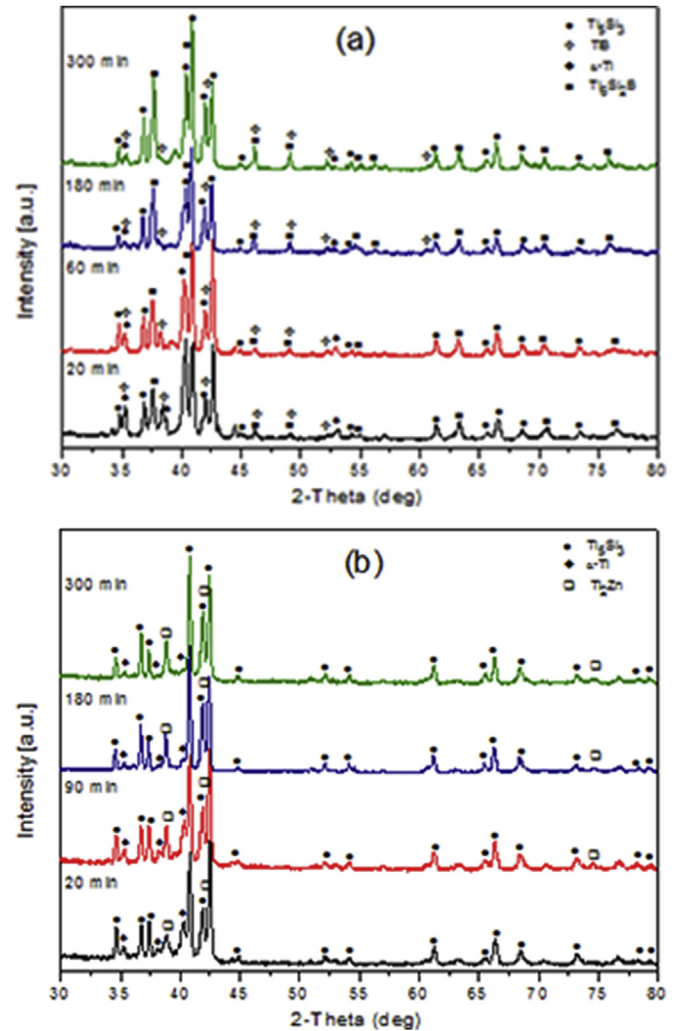 (a)
Ti5Si3
TiB
α-Ti
Ti6Si2B
300 min
180 min
60 min
20 min
Intensity [a.u.]
30 35 40 45 50 55 60 65 70 75 80
2-Theta (deg)
(b)
Ti5Si3
α-Ti
Ti2Zn
300 min
180 min
90 min
20 min
Intensity [a.u.]
30 35 40 45 50 55 60 65 70 75 80
2-Theta (deg)